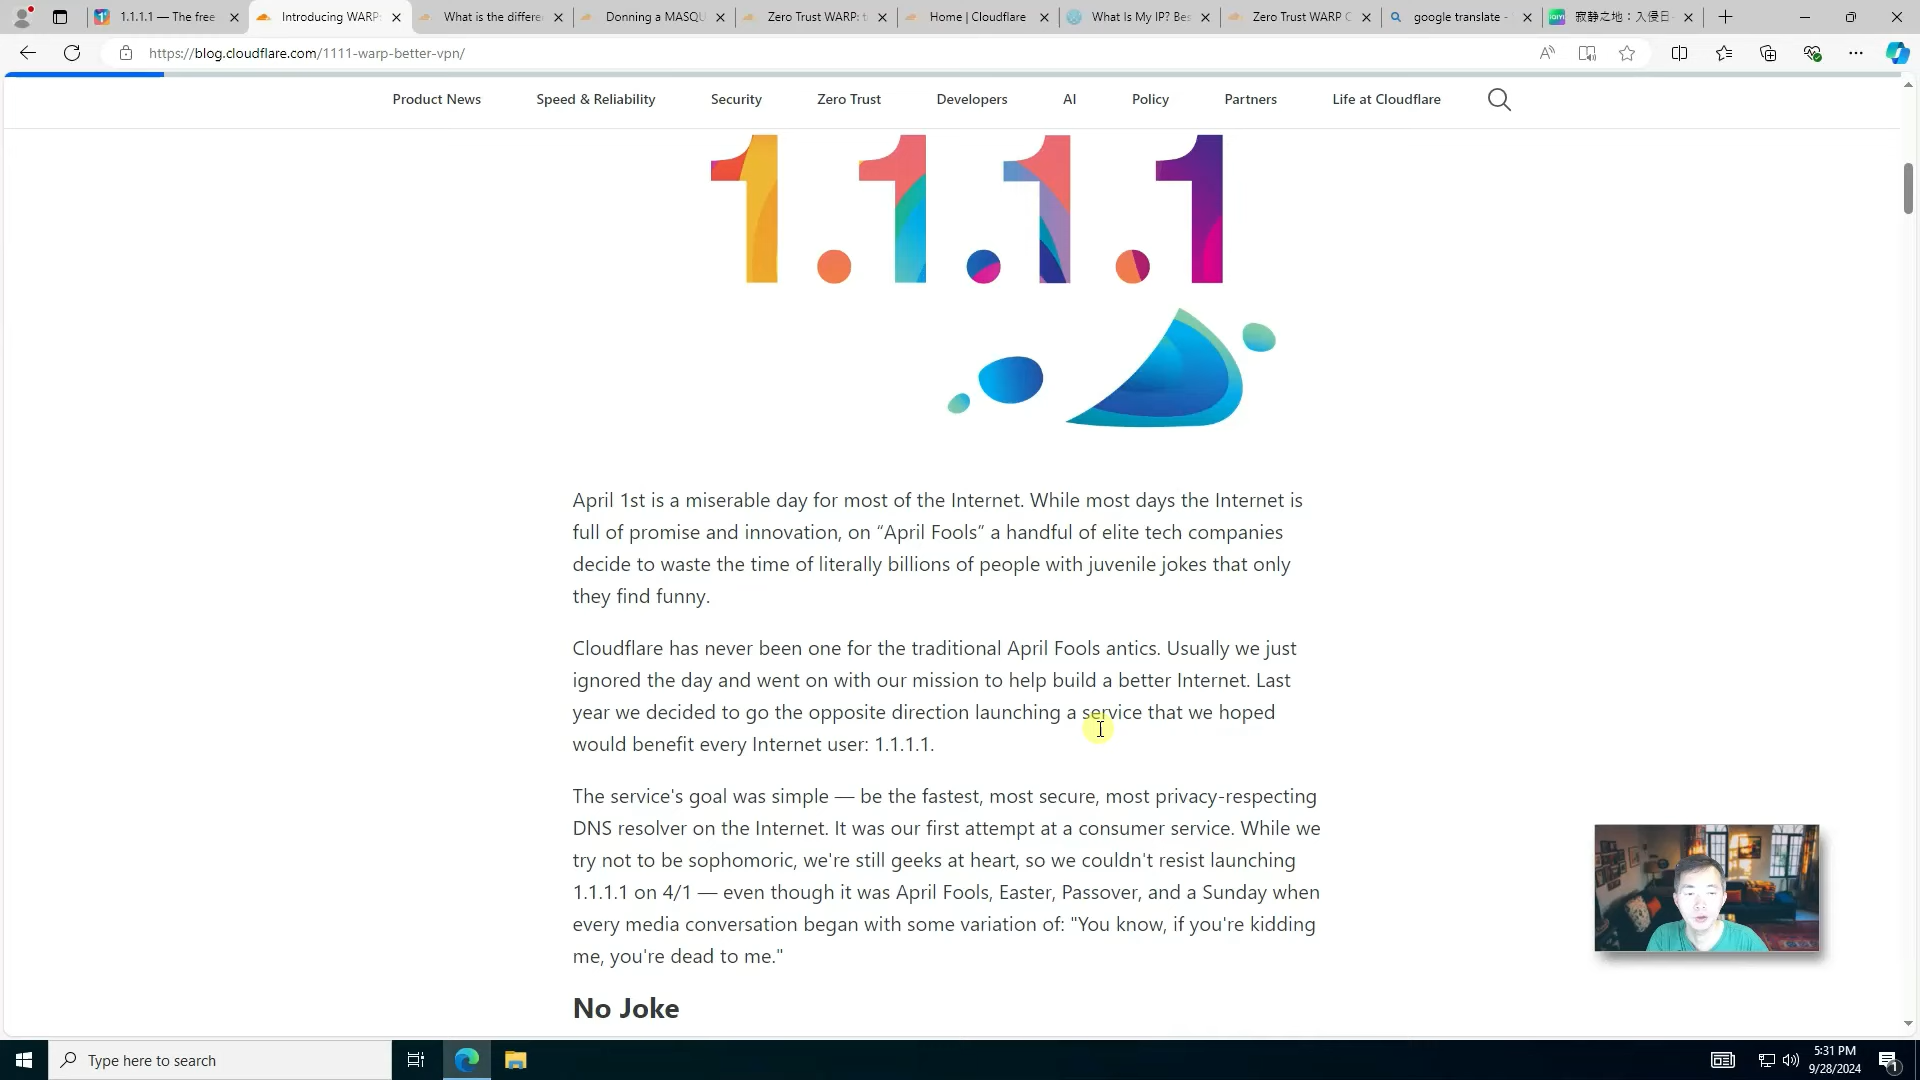 1.1.1.1 — The free
Introducing WARP:
What is the differe
Donning a MASQU
Zero Trust WARP: t
Home | Cloudflare
What Is My IP? Bes
Zero Trust WARP C
google translate -
寂静之地：入侵日
https://blog.cloudflare.com/1111-warp-better-vpn/
Product News
Speed & Reliability
Security
Zero Trust
Developers
AI
Policy
Partners
Life at Cloudflare
1.1.1.1
April 1st is a miserable day for most of the Internet. While most days the Internet is
full of promise and innovation, on “April Fools” a handful of elite tech companies
decide to waste the time of literally billions of people with juvenile jokes that only
they find funny.
Cloudflare has never been one for the traditional April Fools antics. Usually we just
ignored the day and went on with our mission to help build a better Internet. Last
year we decided to go the opposite direction launching a service that we hoped
would benefit every Internet user: 1.1.1.1.
The service's goal was simple — be the fastest, most secure, most privacy-respecting
DNS resolver on the Internet. It was our first attempt at a consumer service. While we
try not to be sophomoric, we're still geeks at heart, so we couldn't resist launching
1.1.1.1 on 4/1 — even though it was April Fools, Easter, Passover, and a Sunday when
every media conversation began with some variation of: "You know, if you're kidding
me, you're dead to me."
No Joke
Type here to search
5:31 PM
9/28/2024
1